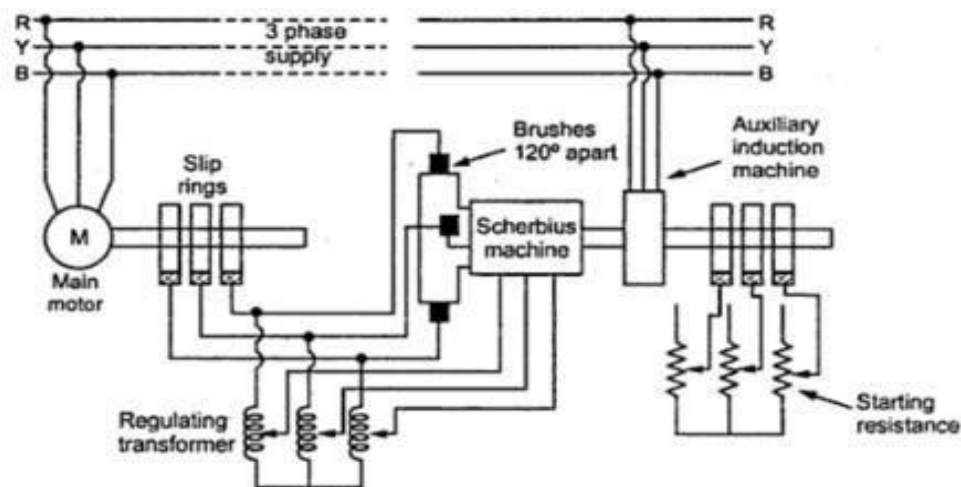 R
Y
B
3 phase
supply
R
Y
B
Brushes
120° apart
Auxiliary
induction
machine
Slip
rings
M
Main
motor
Scherbius
machine
Regulating
transformer
Starting
resistance